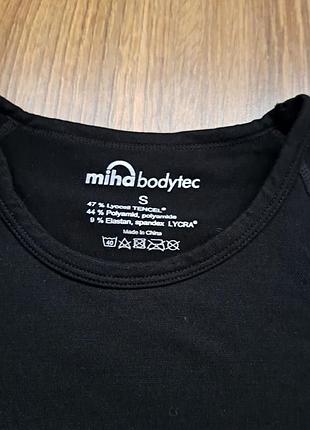 miha bodytec
S
47 % Lyocell TENCEL®
44 % Polyamid, polyamide
9 % Elastan, spandex LYCRA®
Made in China
40